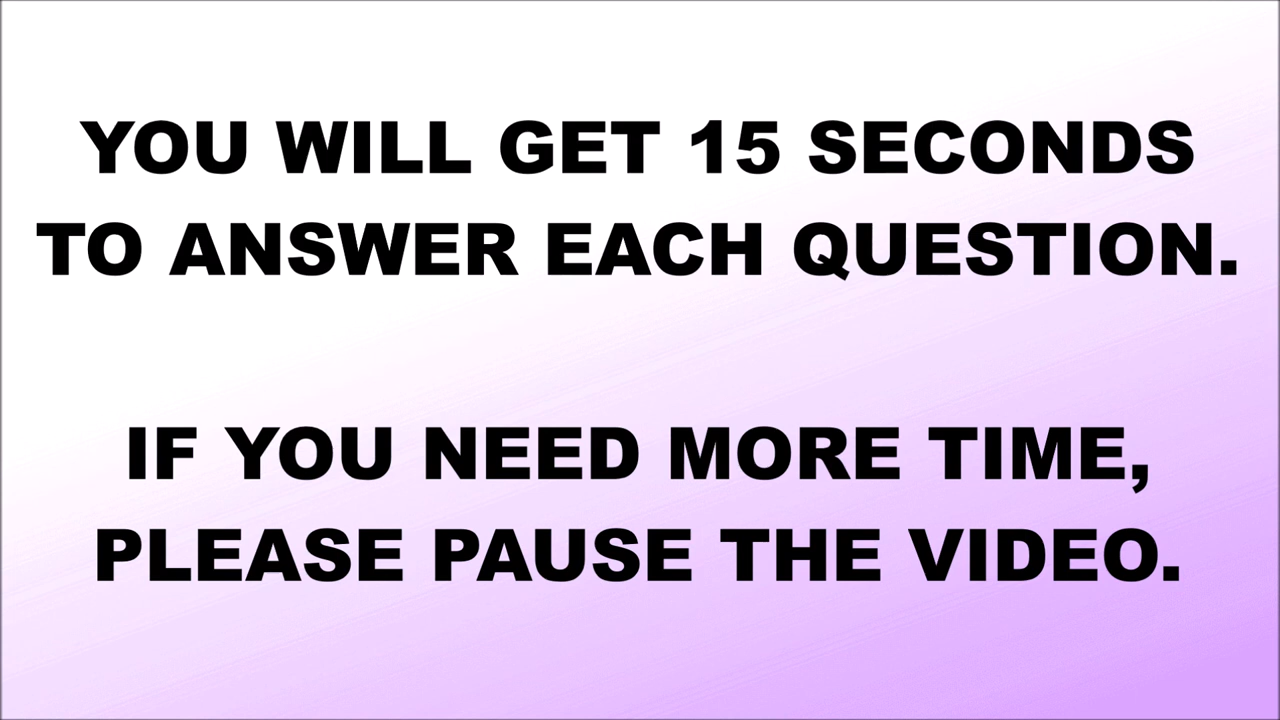 YOU WILL GET 15 SECONDS
TO ANSWER EACH QUESTION.
IF YOU NEED MORE TIME,
PLEASE PAUSE THE VIDEO.